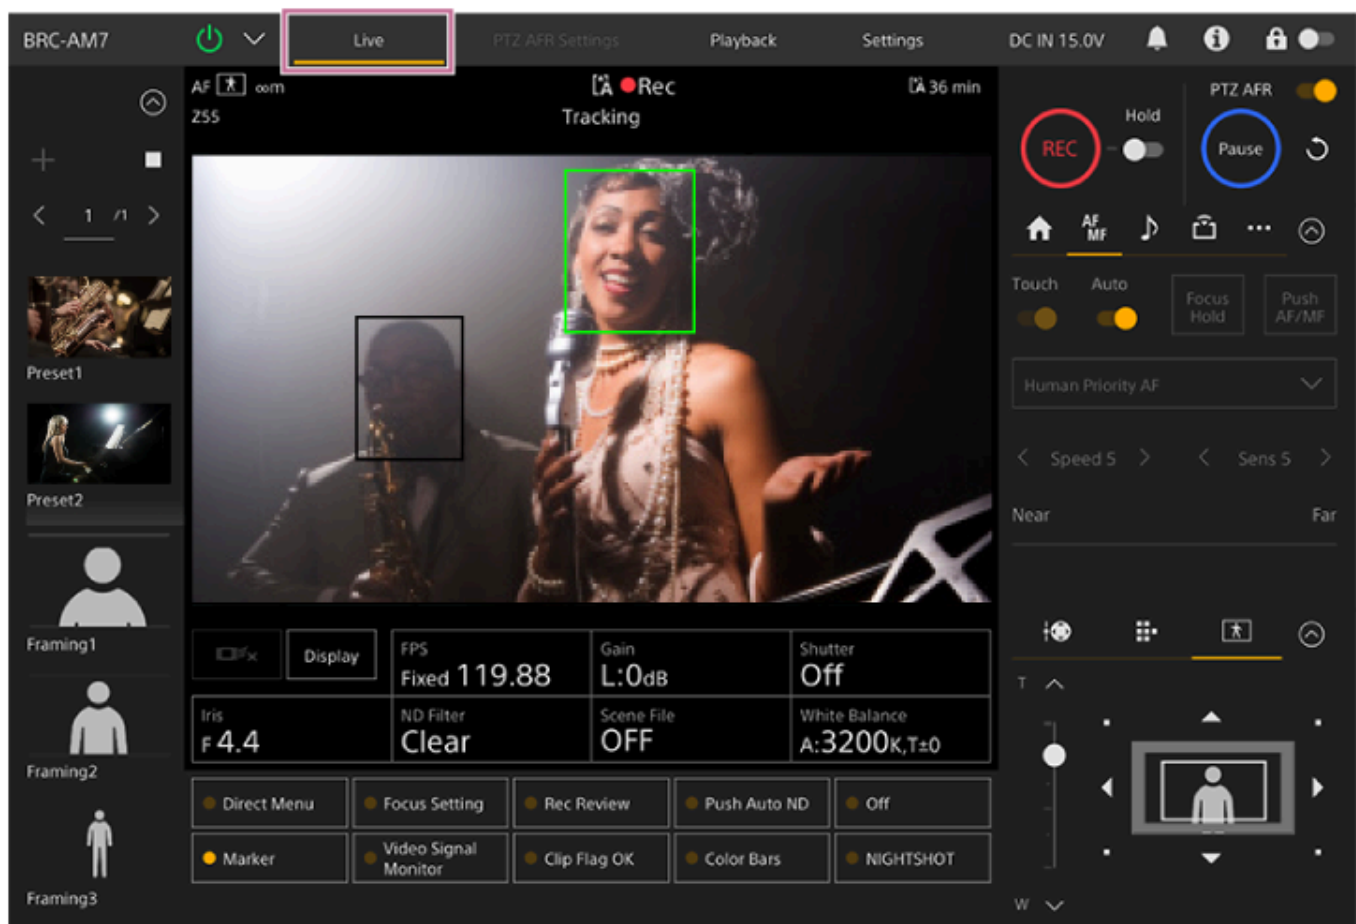 BRC-AM7
Live
PTZ AFR Settings
Playback
Settings
DC IN 15.0V
AF ∞m
A Rec
A 36 min
255
Tracking
1 /1
Preset1
Preset2
Framing1
Framing2
Framing3
Display
FPS
Fixed 119.88
Gain
L:0dB
Shutter
Off
Iris
F 4.4
ND Filter
Clear
Scene File
OFF
White Balance
A:3200K,T±0
Direct Menu
Focus Setting
Rec Review
Push Auto ND
Off
Marker
Video Signal
Monitor
Clip Flag OK
Color Bars
NIGHTSHOT
PTZ AFR
Hold
REC
Pause
AF
MF
Touch
Auto
Focus
Hold
Push
AF/MF
Human Priority AF
Speed 5
Sens 5
Near
Far
T
W